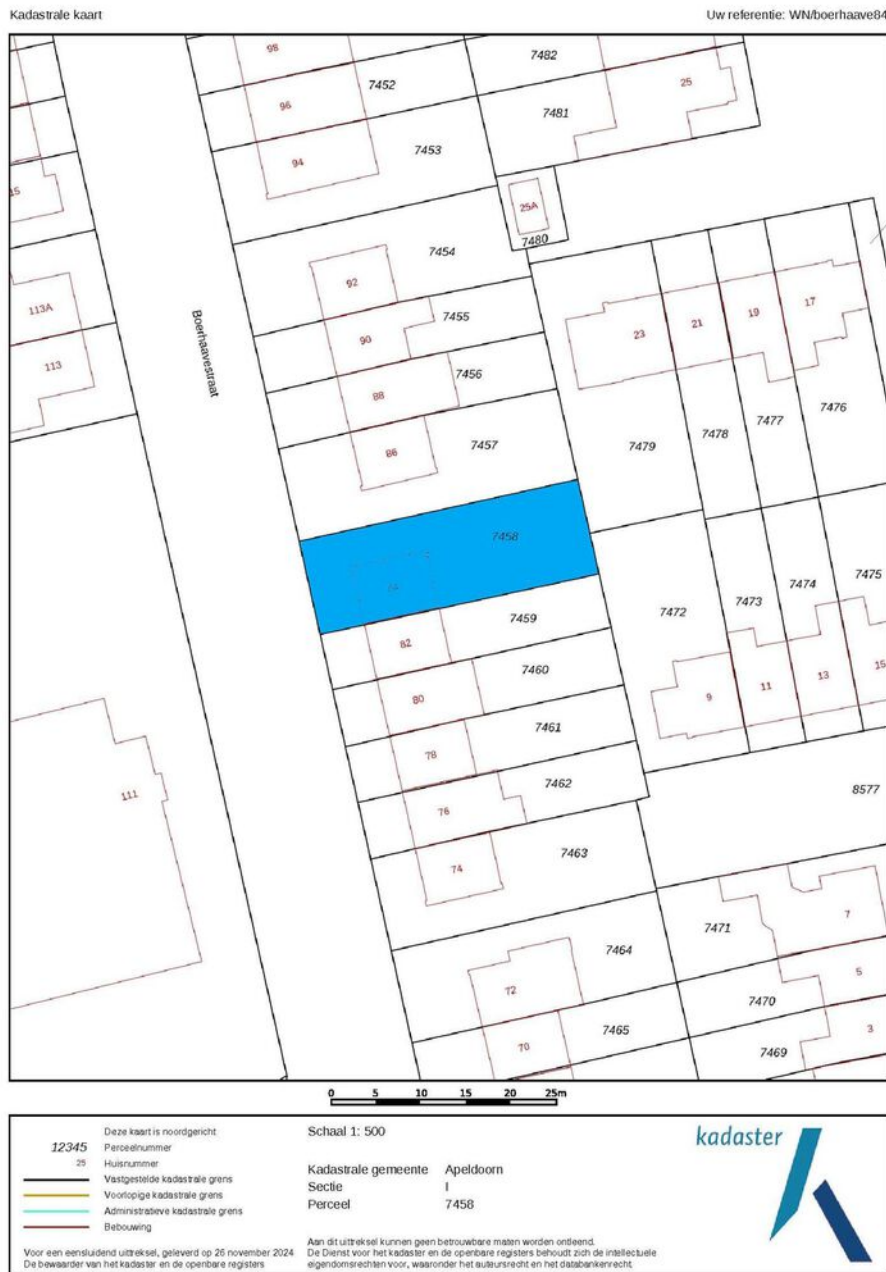 Kadastrale kaart
Uw referentie: WN/boerhaave84
98
7452
7482
25
96
7481
94
7453
15
25A
7480
7454
92
113A
7455
90
23
21
19
17
Boerhaavestraat
113
7456
88
7476
7477
7478
7479
86
7457
7458
84
7475
7474
7473
7472
7459
82
7460
80
9
11
13
15
7461
78
7462
76
8577
111
7463
74
7
7471
7464
5
72
7470
7465
3
70
7469
0 5 10 15 20 25m
Deze kaart is noordgericht
12345 Perceelnummer
25 Huisnummer
Vastgestelde kadastrale grens
Voorlopige kadastrale grens
Administratieve kadastrale grens
Bebouwing
Voor een eensluidend uittreksel, geleverd op 26 november 2024
De bewaarder van het kadaster en de openbare registers
Schaal 1: 500
Kadastrale gemeente Apeldoorn
Sectie I
Perceel 7458
Aan dit uittreksel kunnen geen betrouwbare maten worden ontleend.
De Dienst voor het kadaster en de openbare registers behoudt zich de intellectuele
eigendomsrechten voor, waaronder het auteursrecht en het databankenrecht.
kadaster